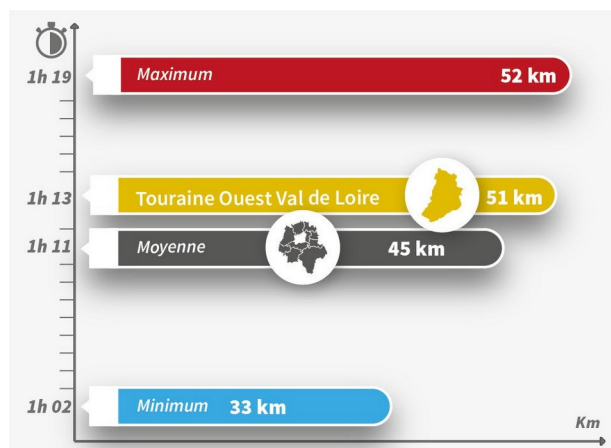 1h 19
Maximum 52 km
1h 13
Touraine Ouest Val de Loire 51 km
1h 11
Moyenne 45 km
1h 02
Minimum 33 km
Km